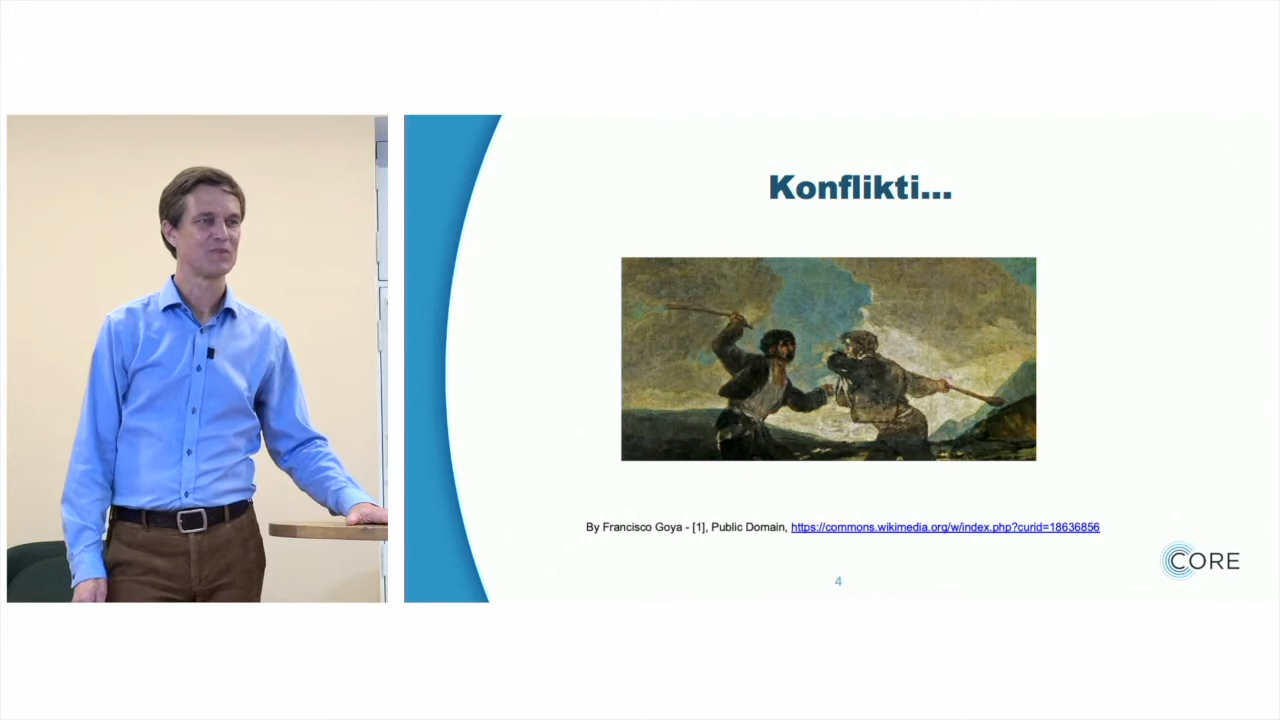 Konflikti...
By Francisco Goya - [1], Public Domain, https://commons.wikimedia.org/w/index.php?curid=18636856
4
CORE